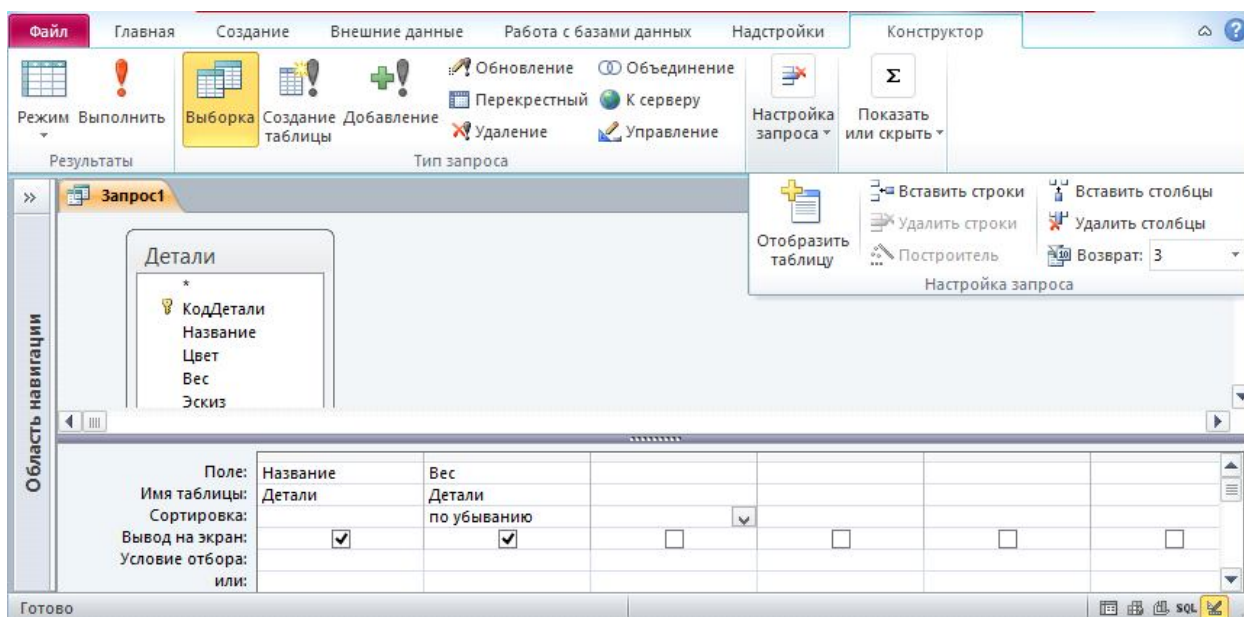 Файл Главная Создание Внешние данные Работа с базами данных Надстройки Конструктор
Режим Выполнить Выборка Создание таблицы Добавление
Обновление Объединение
Перекрестный К серверу
Удаление Управление
Настройка запроса
Σ
Показать или скрыть
Результаты Тип запроса
» Запрос1
Отобразить таблицу
Вставить строки Вставить столбцы
Удалить строки Удалить столбцы
Построитель Возврат: 3
Настройка запроса
Область навигации
Детали
*
КодДетали
Название
Цвет
Вес
Эскиз
Поле: Название Вес
Имя таблицы: Детали Детали
Сортировка: по убыванию
Вывод на экран:
Условие отбора:
или:
Готово SQL